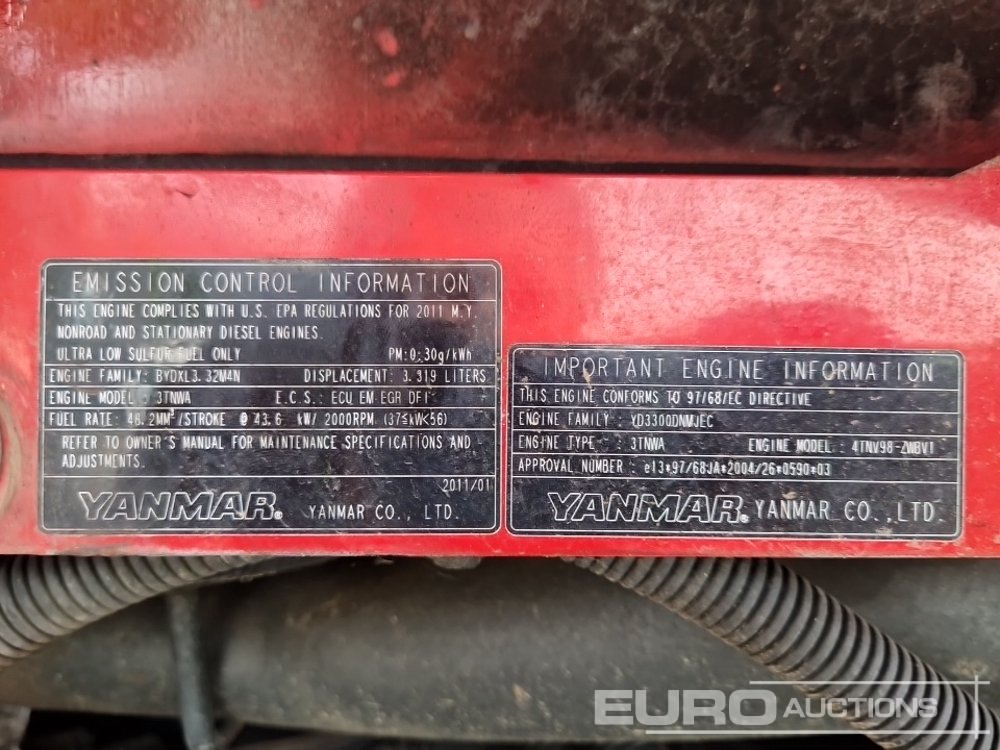 EMISSION CONTROL INFORMATION
THIS ENGINE COMPLIES WITH U.S. EPA REGULATIONS FOR 2011 M.Y.
NONROAD AND STATIONARY DIESEL ENGINES.
ULTRA LOW SULFUR FUEL ONLY PM:0.30g/kWh
ENGINE FAMILY: BYDXL3.32M4N DISPLACEMENT: 3.319 LITERS
ENGINE MODEL : 3TNWA E.C.S.: ECU EM EGR DFI
FUEL RATE: 46.2MM³/STROKE @ 43.6 kW/ 2000RPM (37≦kW<56)
REFER TO OWNER'S MANUAL FOR MAINTENANCE SPECIFICATIONS AND
ADJUSTMENTS.
2011/01
YANMAR® YANMAR CO., LTD.
IMPORTANT ENGINE INFORMATION
THIS ENGINE CONFORMS TO 97/68/EC DIRECTIVE
ENGINE FAMILY : YD3300DNWJEC
ENGINE TYPE : 3TNWA ENGINE MODEL: 4TNV98-ZWBV1
APPROVAL NUMBER : e13*97/68JA*2004/26*0590*03
YANMAR® YANMAR CO.,LTD.
EURO AUCTIONS